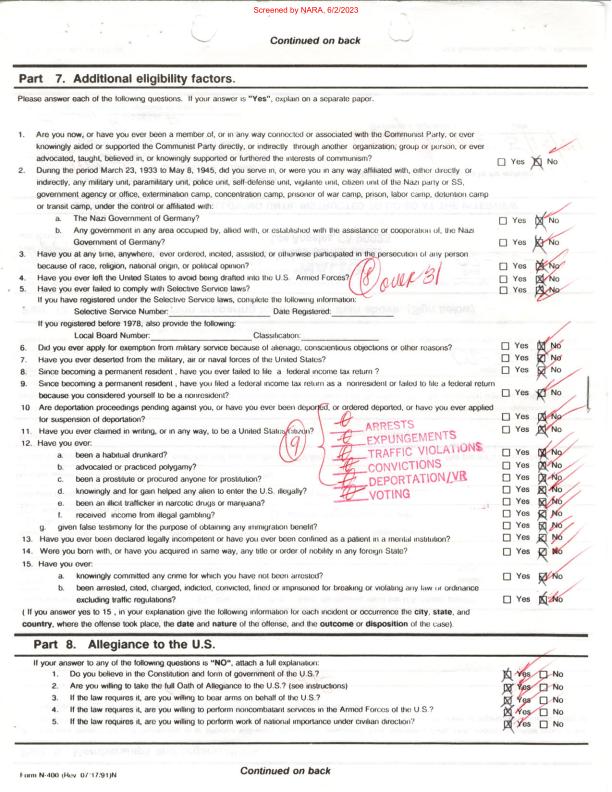 Screened by NARA, 6/2/2023
Continued on back
Part 7. Additional eligibility factors.
Please answer each of the following questions. If your answer is "Yes", explain on a separate paper.
1. Are you now, or have you ever been a member of, or in any way connected or associated with the Communist Party, or ever
knowingly aided or supported the Communist Party directly, or indirectly through another organization, group or person, or ever
advocated, taught, believed in, or knowingly supported or furthered the interests of communism? Yes No
2. During the period March 23, 1933 to May 8, 1945, did you serve in, or were you in any way affiliated with, either directly or
indirectly, any military unit, paramilitary unit, police unit, self-defense unit, vigilante unit, citizen unit of the Nazi party or SS,
government agency or office, extermination camp, concentration camp, prisoner of war camp, prison, labor camp, detention camp
or transit camp, under the control or affiliated with:
a. The Nazi Government of Germany? Yes No
b. Any government in any area occupied by, allied with, or established with the assistance or cooperation of, the Nazi
Government of Germany? Yes No
3. Have you at any time, anywhere, ever ordered, incited, assisted, or otherwise participated in the persecution of any person
because of race, religion, national origin, or political opinion? Yes No
4. Have you ever left the United States to avoid being drafted into the U.S. Armed Forces? Yes No
8 over 31
5. Have you ever failed to comply with Selective Service laws? Yes No
If you have registered under the Selective Service laws, complete the following information:
Selective Service Number: Date Registered:
If you registered before 1978, also provide the following:
Local Board Number: Classification:
6. Did you ever apply for exemption from military service because of alienage, conscientious objections or other reasons? Yes No
7. Have you ever deserted from the military, air or naval forces of the United States? Yes No
8. Since becoming a permanent resident , have you ever failed to file a federal income tax return ? Yes No
9. Since becoming a permanent resident , have you filed a federal income tax return as a nonresident or failed to file a federal return
because you considered yourself to be a nonresident? Yes No
10 Are deportation proceedings pending against you, or have you ever been deported, or ordered deported, or have you ever applied
for suspension of deportation? Yes No
11. Have you ever claimed in writing, or in any way, to be a United States citizen? Yes No
12. Have you ever:
a. been a habitual drunkard? Yes No
b. advocated or practiced polygamy? Yes No
c. been a prostitute or procured anyone for prostitution? Yes No
d. knowingly and for gain helped any alien to enter the U.S. illegally? Yes No
e. been an illicit trafficker in narcotic drugs or marijuana? Yes No
f. received income from illegal gambling? Yes No
g. given false testimony for the purpose of obtaining any immigration benefit? Yes No
9
ARRESTS
EXPUNGEMENTS
TRAFFIC VIOLATIONS
CONVICTIONS
DEPORTATION/VR
VOTING
13. Have you ever been declared legally incompetent or have you ever been confined as a patient in a mental institution? Yes No
14. Were you born with, or have you acquired in same way, any title or order of nobility in any foreign State? Yes No
15. Have you ever:
a. knowingly committed any crime for which you have not been arrested? Yes No
b. been arrested, cited, charged, indicted, convicted, fined or imprisoned for breaking or violating any law or ordinance
excluding traffic regulations? Yes No
( If you answer yes to 15 , in your explanation give the following information for each incident or occurrence the city, state, and
country, where the offense took place, the date and nature of the offense, and the outcome or disposition of the case).
Part 8. Allegiance to the U.S.
If your answer to any of the following questions is "NO", attach a full explanation:
1. Do you believe in the Constitution and form of government of the U.S.? Yes No
2. Are you willing to take the full Oath of Allegiance to the U.S.? (see instructions) Yes No
3. If the law requires it, are you willing to bear arms on behalf of the U.S.? Yes No
4. If the law requires it, are you willing to perform noncombatant services in the Armed Forces of the U.S.? Yes No
5. If the law requires it, are you willing to perform work of national importance under civilian direction? Yes No
Form N-400 (Rev 07/17/91)N
Continued on back